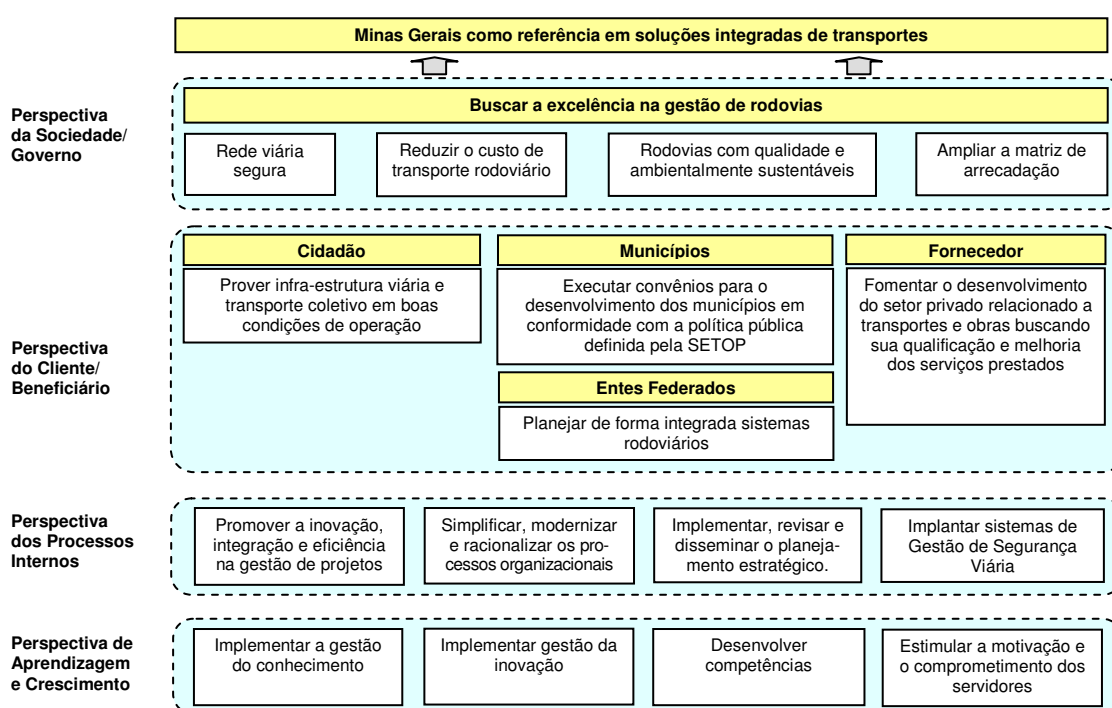 Minas Gerais como referência em soluções integradas de transportes
Perspectiva
da Sociedade/
Governo
Buscar a excelência na gestão de rodovias
Rede viária
segura
Reduzir o custo de
transporte rodoviário
Rodovias com qualidade e
ambientalmente sustentáveis
Ampliar a matriz de
arrecadação
Perspectiva
do Cliente/
Beneficiário
Cidadão
Prover infra-estrutura viária e
transporte coletivo em boas
condições de operação
Municípios
Executar convênios para o
desenvolvimento dos municípios em
conformidade com a política pública
definida pela SETOP
Entes Federados
Planejar de forma integrada sistemas
rodoviários
Fornecedor
Fomentar o desenvolvimento
do setor privado relacionado a
transportes e obras buscando
sua qualificação e melhoria
dos serviços prestados
Perspectiva
dos Processos
Internos
Promover a inovação,
integração e eficiência
na gestão de projetos
Simplificar, modernizar
e racionalizar os pro-
cessos organizacionais
Implementar, revisar e
disseminar o planeja-
mento estratégico.
Implantar sistemas de
Gestão de Segurança
Viária
Perspectiva de
Aprendizagem
e Crescimento
Implementar a gestão
do conhecimento
Implementar gestão da
inovação
Desenvolver
competências
Estimular a motivação e
o comprometimento dos
servidores